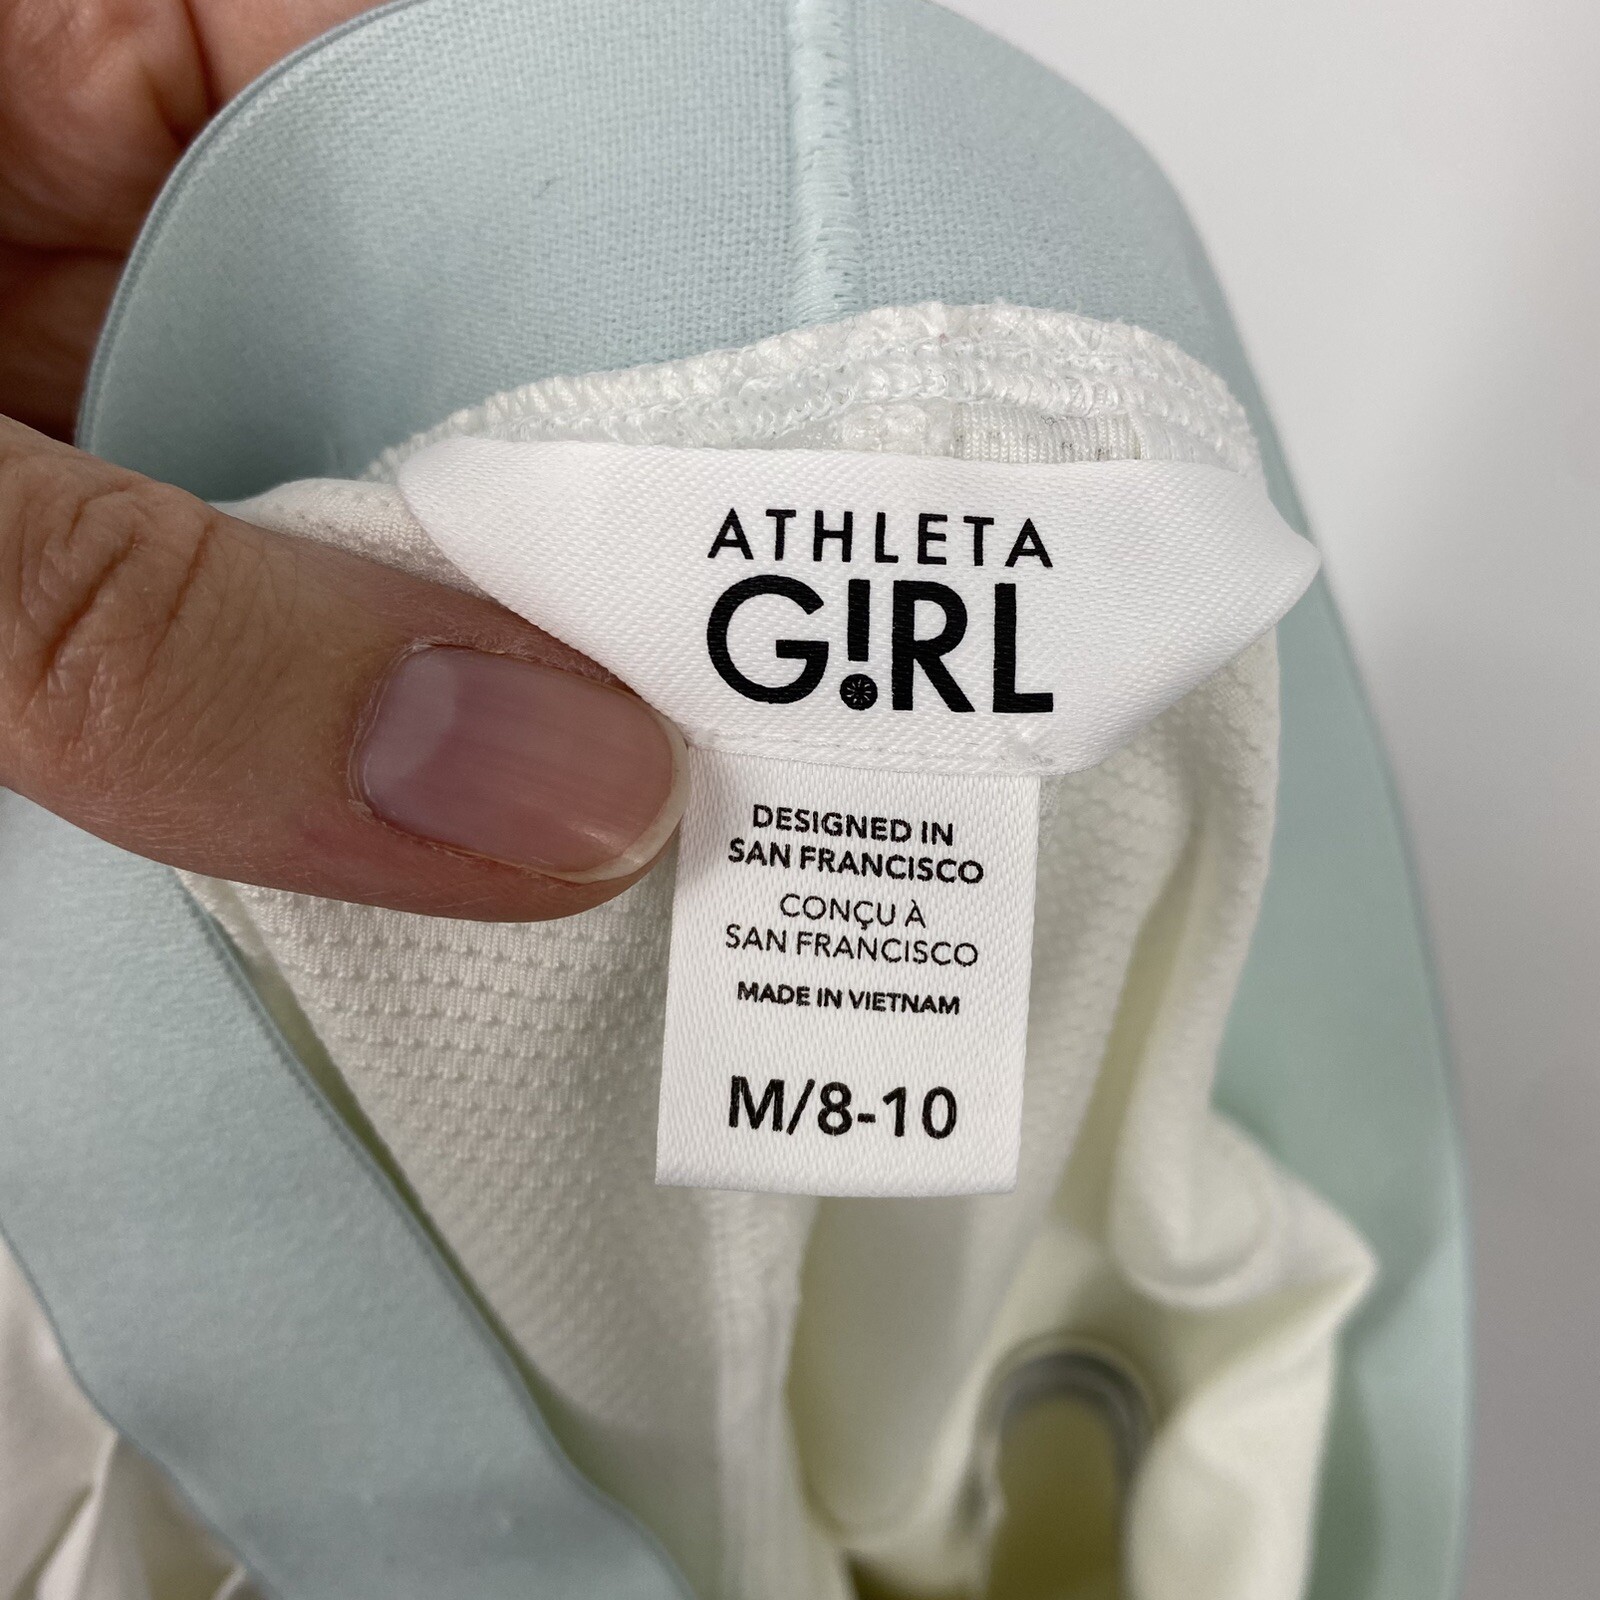 ATHLETA
G!RL
DESIGNED IN
SAN FRANCISCO
CONÇU À
SAN FRANCISCO
MADE IN VIETNAM
M/8-10